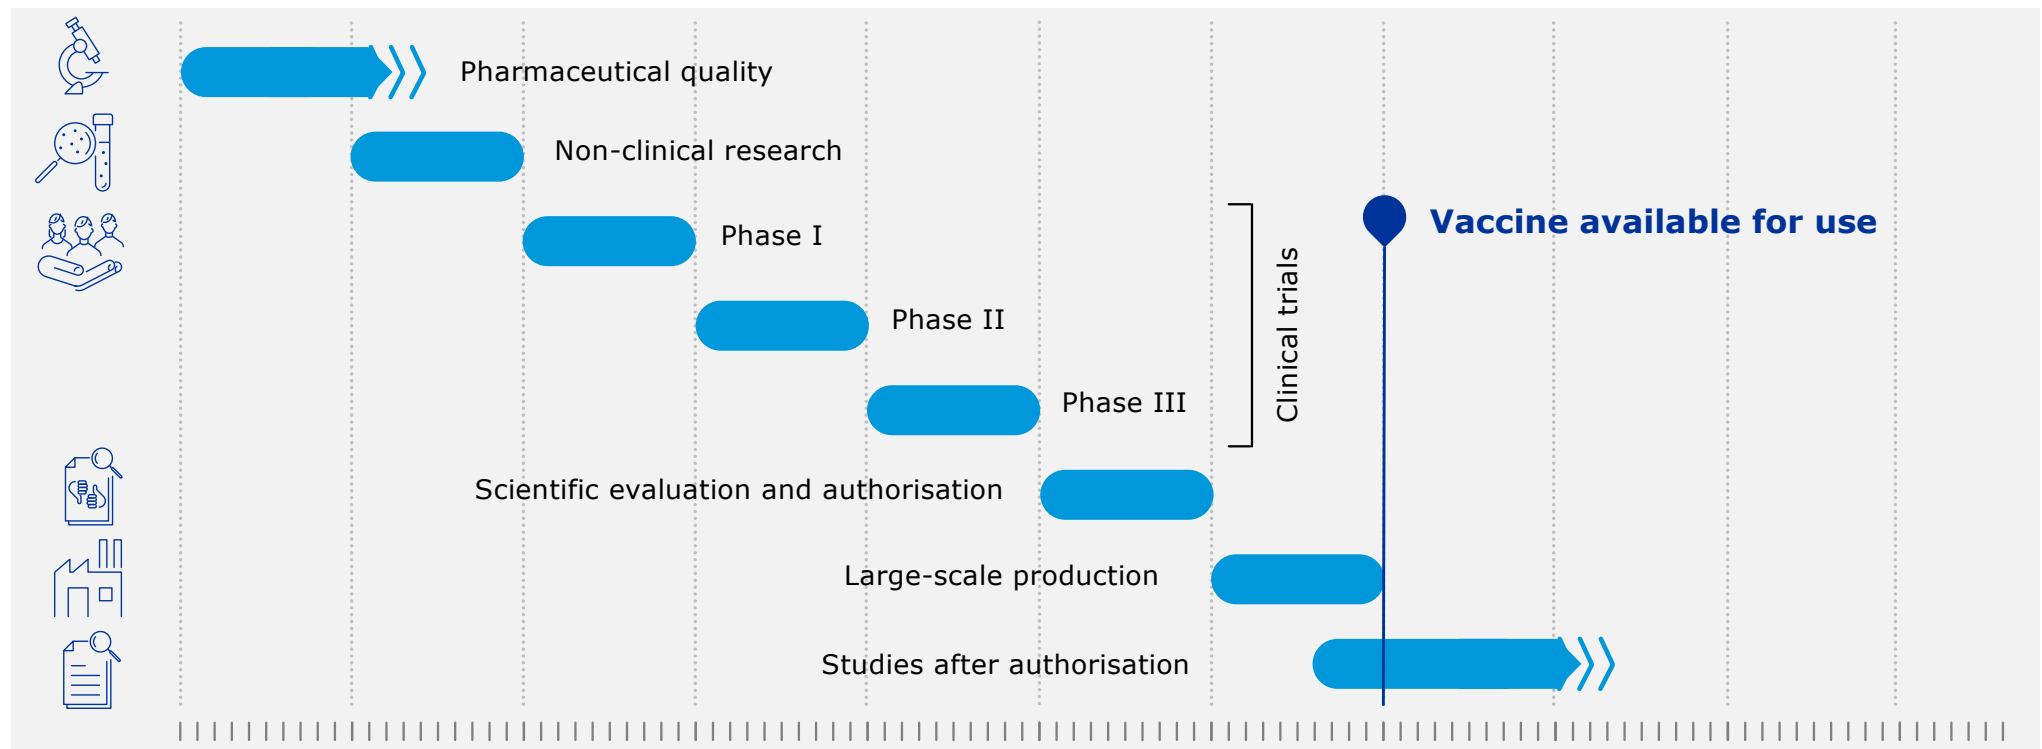 Pharmaceutical quality
Non-clinical research
Phase I
Vaccine available for use
Clinical trials
Phase II
Phase III
Scientific evaluation and authorisation
Large-scale production
Studies after authorisation